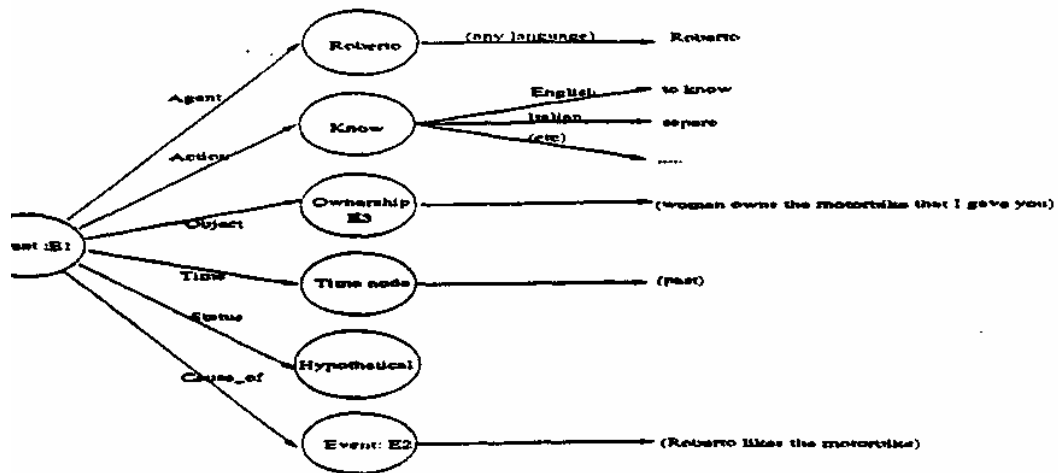 Roberto (any language) Roberto
Agent
English to know
Know Italian sapere
(etc) .....
Action
Ownership
E3 (woman owns the motorbike that I gave you)
Object
:E1
Time Time node (past)
Status
Hypothetical
Cause_of
Event: E2 (Roberto likes the motorbike)